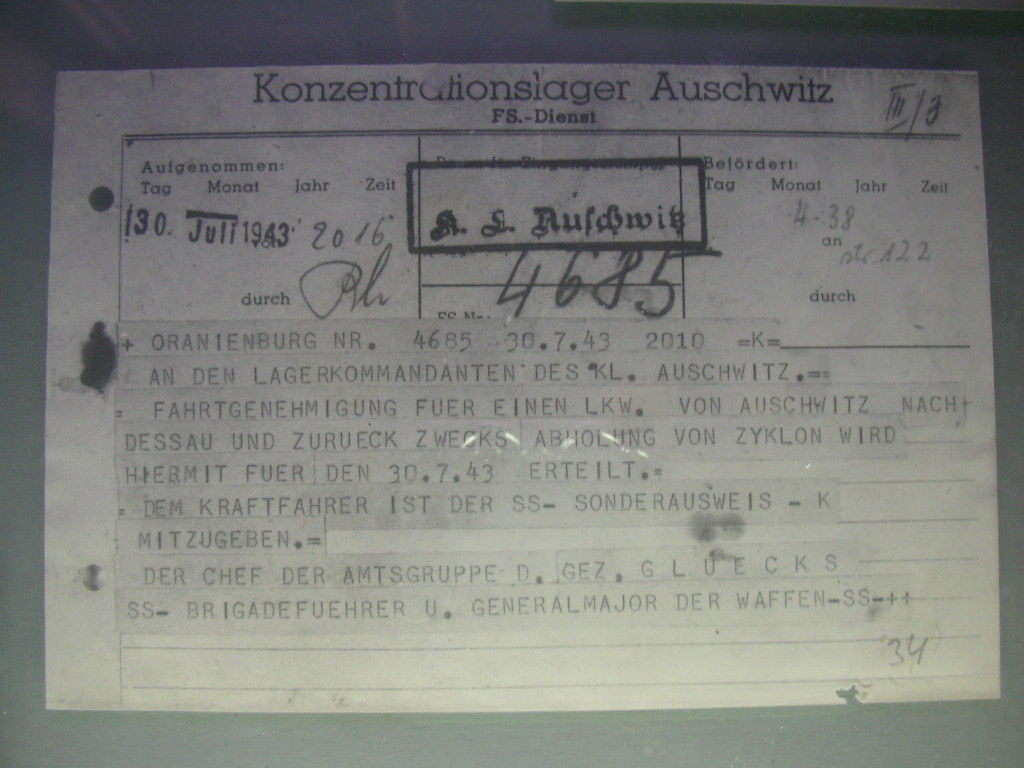 Konzentrationslager Auschwitz
FS.-Dienst
III/3
Aufgenommen:
Tag Monat Jahr Zeit
30. Juli 1943 2016
durch
K. L. Auschwitz
4685
FS-Nr.
Befördert:
Tag Monat Jahr Zeit
4-38
an
122
durch
+ ORANIENBURG NR. 4685 30.7.43 2010 =K=
AN DEN LAGERKOMMANDANTEN DES KL. AUSCHWITZ.==
= FAHRTGENEHMIGUNG FUER EINEN LKW. VON AUSCHWITZ NACH
DESSAU UND ZURUECK ZWECKS ABHOLUNG VON ZYKLON WIRD
HIERMIT FUER DEN 30.7.43 ERTEILT.=
= DEM KRAFTFAHRER IST DER SS- SONDERAUSWEIS - K
MITZUGEBEN.=
DER CHEF DER AMTSGRUPPE D. GEZ. G L U E C K S
SS- BRIGADEFUEHRER U. GENERALMAJOR DER WAFFEN-SS-++
34